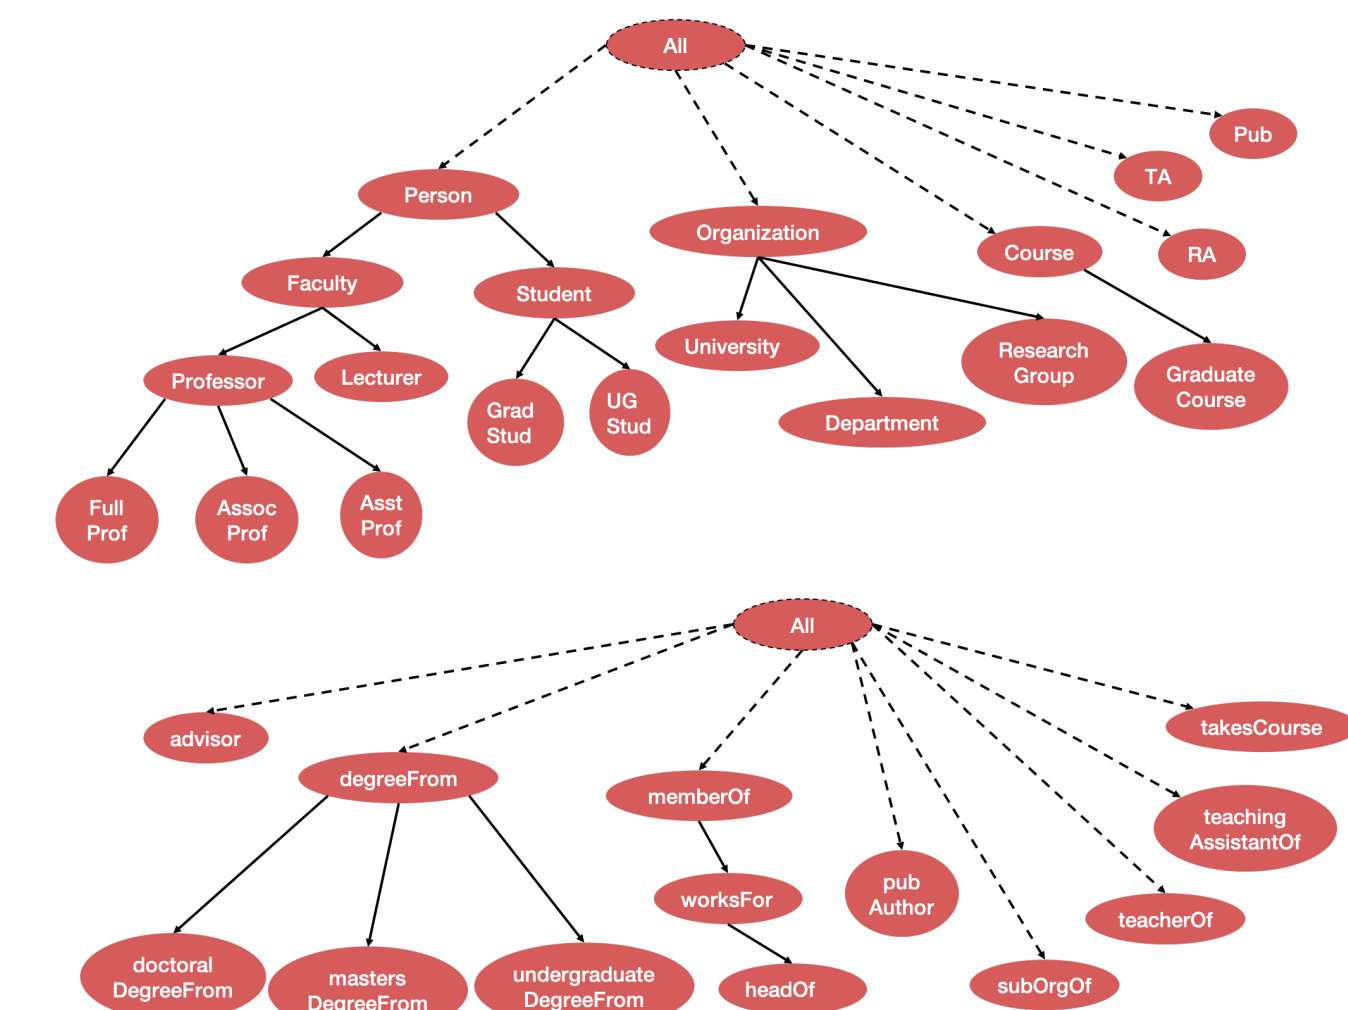 All
Pub
TA
Person
Organization
Course
RA
Faculty
Student
University
Research
Group
Graduate
Course
Professor
Lecturer
Grad
Stud
UG
Stud
Department
Full
Prof
Assoc
Prof
Asst
Prof
All
advisor
takesCourse
degreeFrom
memberOf
teaching
AssistantOf
worksFor
pub
Author
teacherOf
doctoral
DegreeFrom
masters
DegreeFrom
undergraduate
DegreeFrom
headOf
subOrgOf